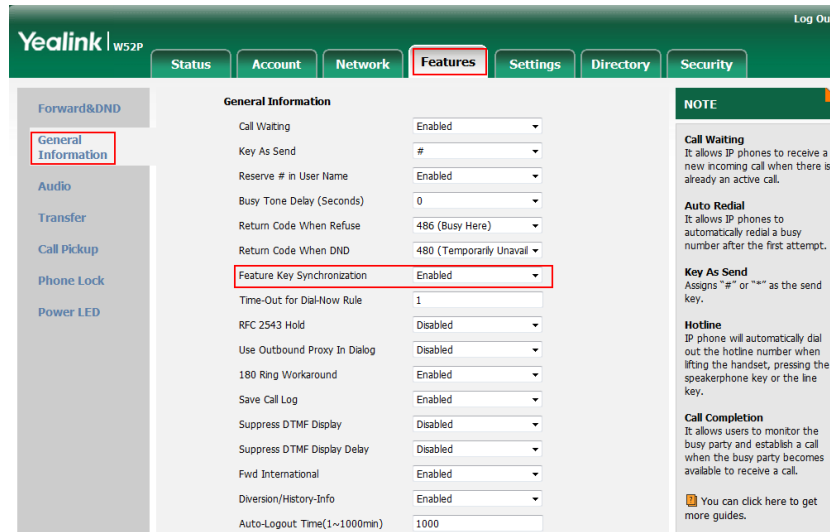 Log Ou
Yealink | W52P
Status Account Network Features Settings Directory Security
Forward&DND
General
Information
Audio
Transfer
Call Pickup
Phone Lock
Power LED
General Information
Call Waiting Enabled
Key As Send #
Reserve # in User Name Enabled
Busy Tone Delay (Seconds) 0
Return Code When Refuse 486 (Busy Here)
Return Code When DND 480 (Temporarily Unavail
Feature Key Synchronization Enabled
Time-Out for Dial-Now Rule 1
RFC 2543 Hold Disabled
Use Outbound Proxy In Dialog Disabled
180 Ring Workaround Enabled
Save Call Log Enabled
Suppress DTMF Display Disabled
Suppress DTMF Display Delay Disabled
Fwd International Enabled
Diversion/History-Info Enabled
Auto-Logout Time(1~1000min) 1000
NOTE
Call Waiting
It allows IP phones to receive a
new incoming call when there is
already an active call.
Auto Redial
It allows IP phones to
automatically redial a busy
number after the first attempt.
Key As Send
Assigns "#" or "*" as the send
key.
Hotline
IP phone will automatically dial
out the hotline number when
lifting the handset, pressing the
speakerphone key or the line
key.
Call Completion
It allows users to monitor the
busy party and establish a call
when the busy party becomes
available to receive a call.
You can click here to get
more guides.